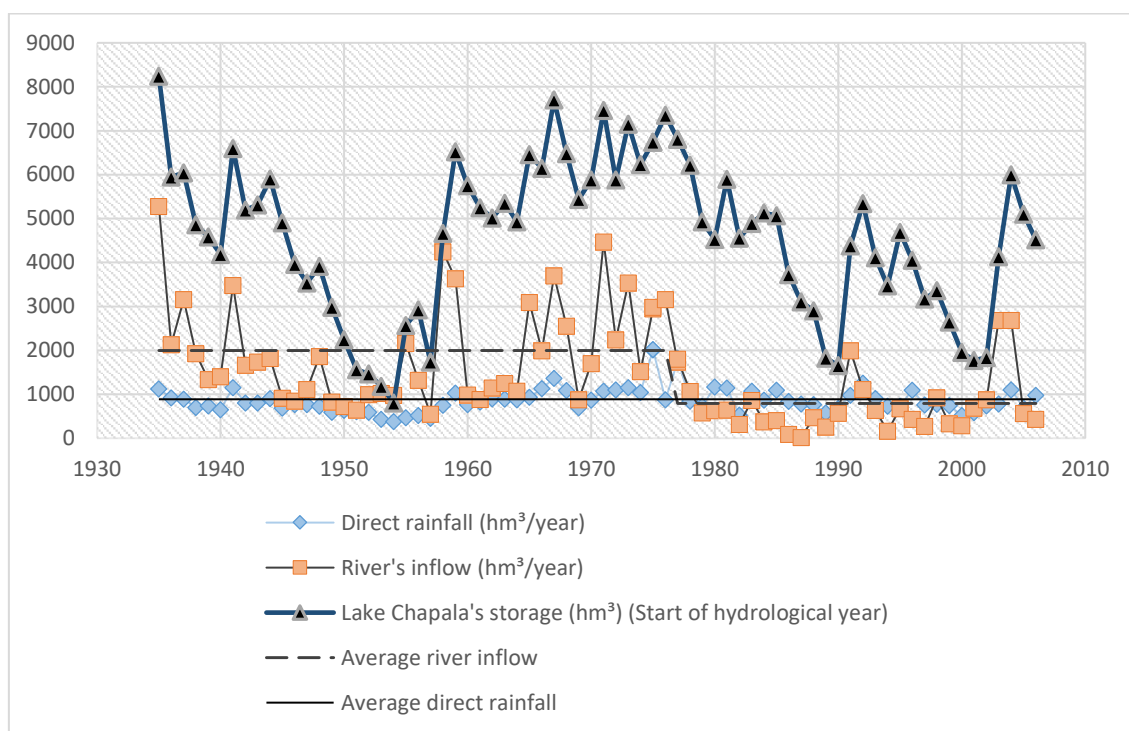 9000
8000
7000
6000
5000
4000
3000
2000
1000
0
1930 1940 1950 1960 1970 1980 1990 2000 2010
Direct rainfall (hm³/year)
River's inflow (hm³/year)
Lake Chapala's storage (hm³) (Start of hydrological year)
Average river inflow
Average direct rainfall